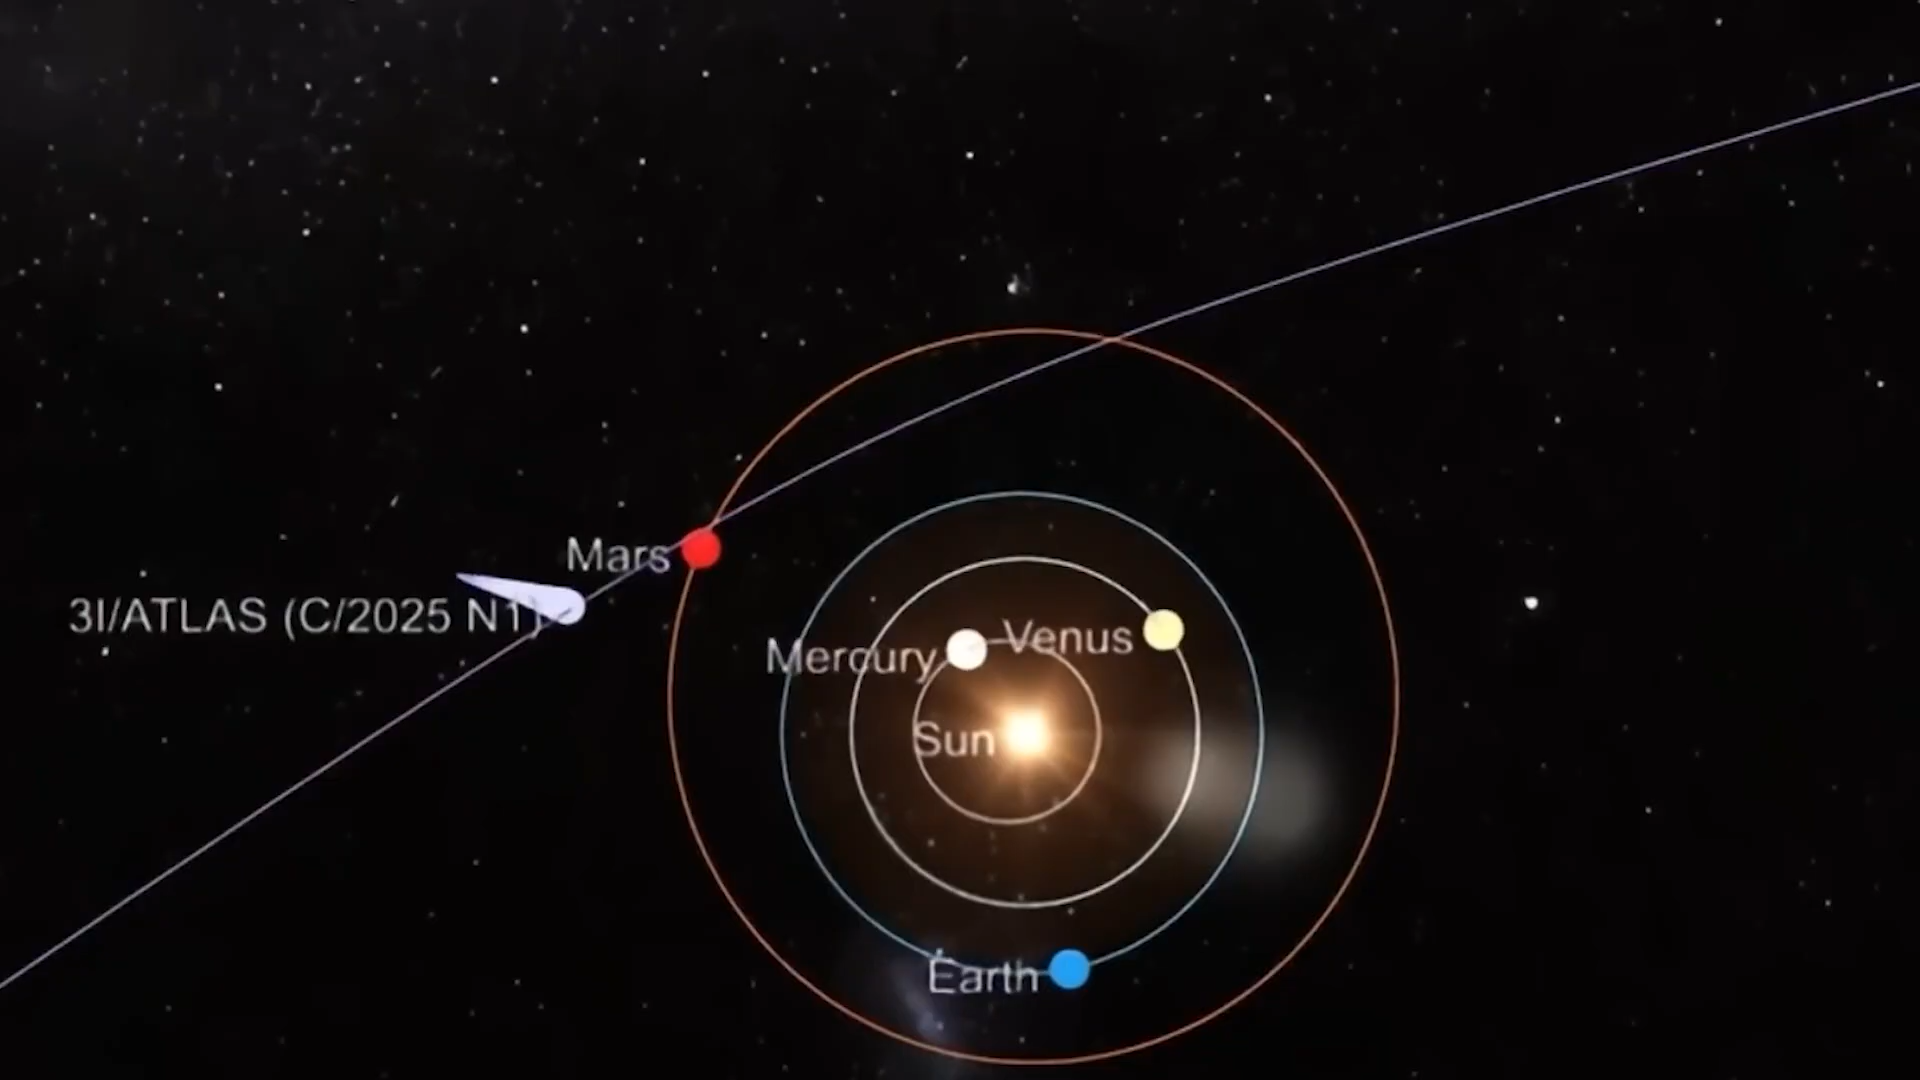 Mars
3I/ATLAS (C/2025 N1)
Mercury
Venus
Sun
Earth